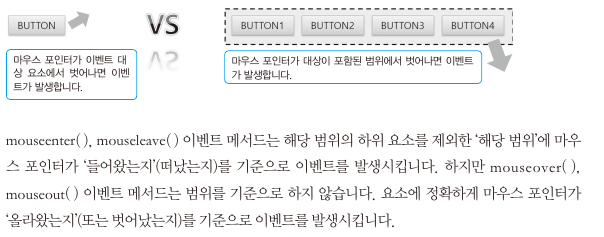 BUTTON
VS
BUTTON1 BUTTON2 BUTTON3 BUTTON4
마우스 포인터가 이벤트 대
상 요소에서 벗어나면 이벤
트가 발생합니다.
마우스 포인터가 대상이 포함된 범위에서 벗어나면 이벤트
가 발생합니다.
mouseenter( ), mouseleave( ) 이벤트 메서드는 해당 범위의 하위 요소를 제외한 '해당 범위'에 마우
스 포인터가 '들어왔는지'(떠났는지)를 기준으로 이벤트를 발생시킵니다. 하지만 mouseover( ),
mouseout( ) 이벤트 메서드는 범위를 기준으로 하지 않습니다. 요소에 정확하게 마우스 포인터가
'올라왔는지'(또는 벗어났는지)를 기준으로 이벤트를 발생시킵니다.